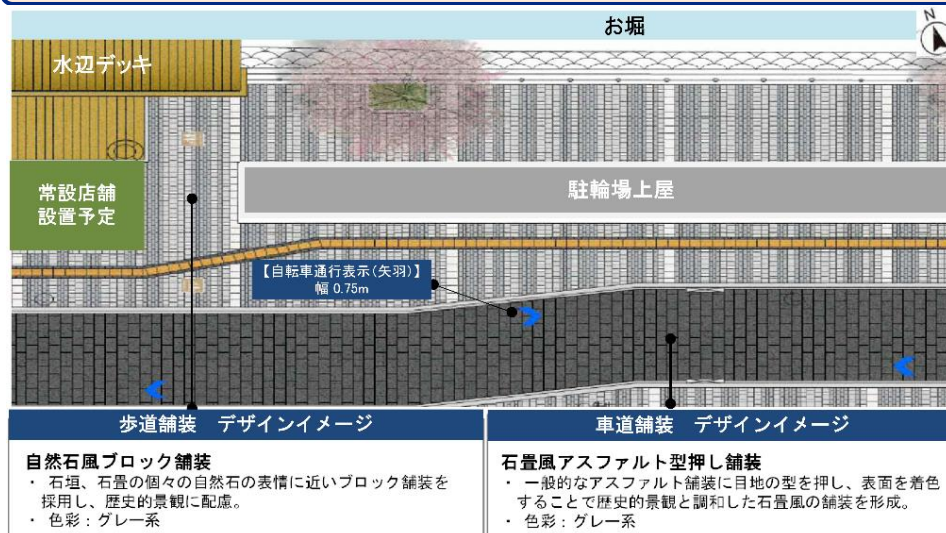 お堀
N
水辺デッキ
常設店舗
設置予定
駐輪場上屋
【自転車通行表示(矢羽)】
幅 0.75m
歩道舗装 デザインイメージ
自然石風ブロック舗装
・ 石垣、石畳の個々の自然石の表情に近いブロック舗装を
採用し、歴史的景観に配慮。
・ 色彩：グレー系
車道舗装 デザインイメージ
石畳風アスファルト型押し舗装
・ 一般的なアスファルト舗装に目地の型を押し、表面を着色
することで歴史的景観と調和した石畳風の舗装を形成。
・ 色彩：グレー系